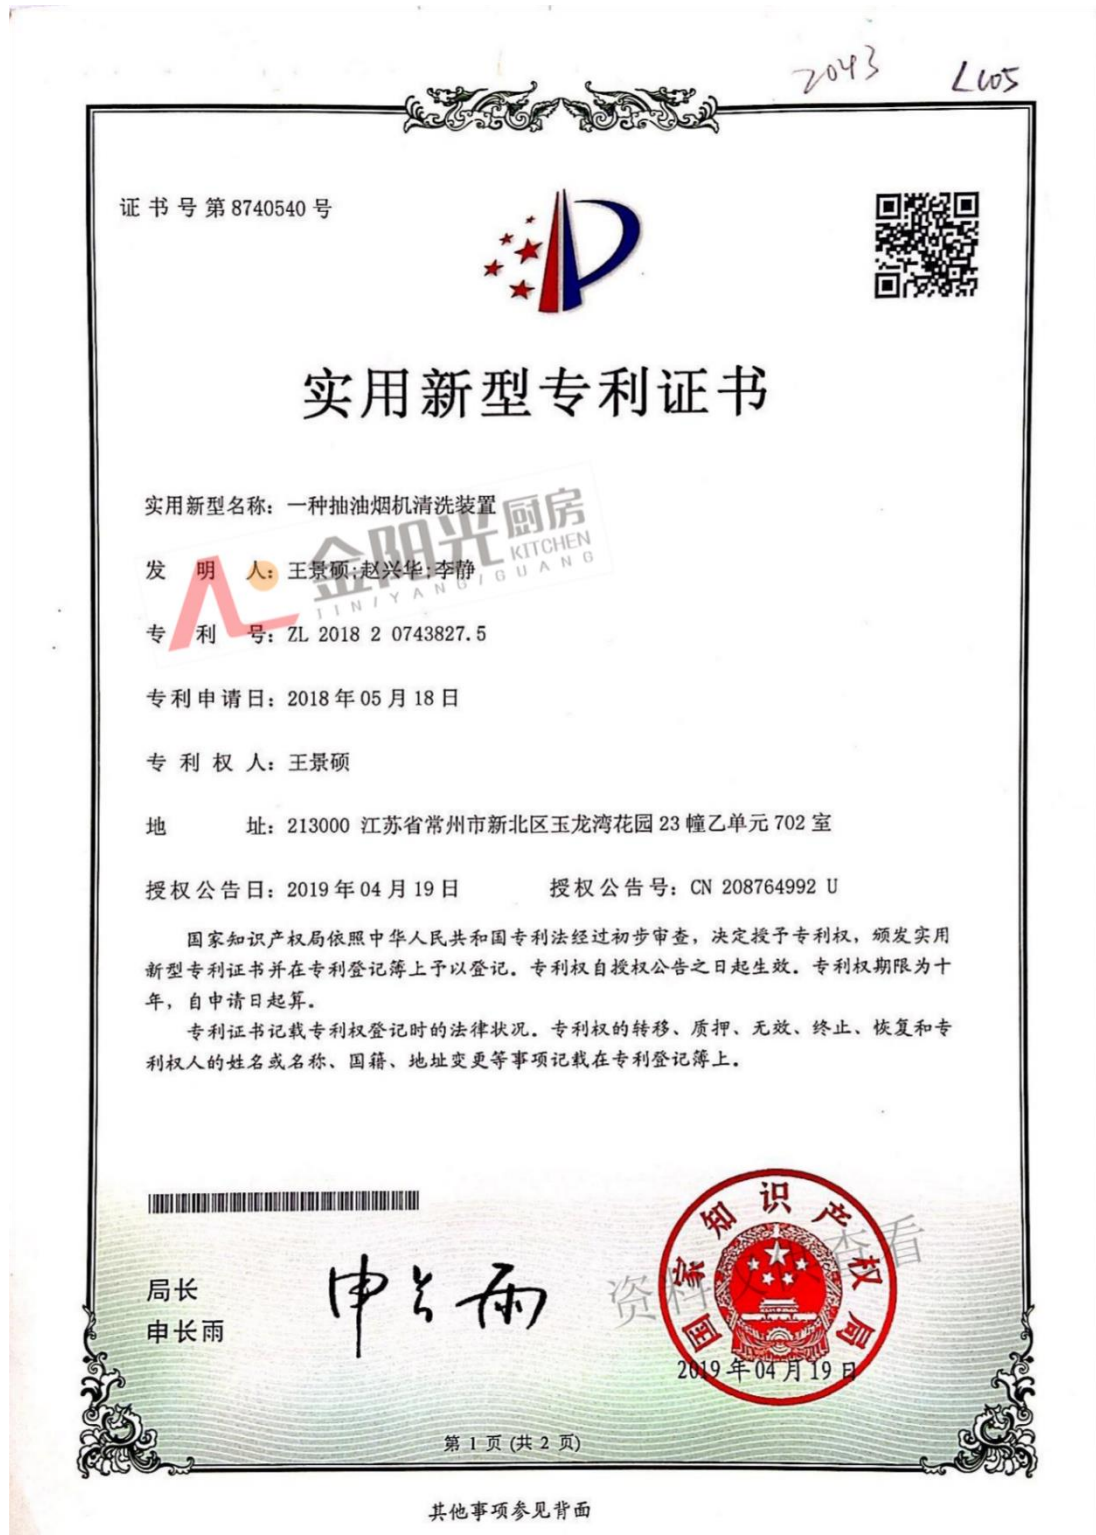 2043 LW05
证书号第8740540号
实用新型专利证书
实用新型名称：一种抽油烟机清洗装置
金阳光厨房
KITCHEN
JIN/YANG/GUANG
发明人：王景硕;赵兴华;李静
专利号：ZL 2018 2 0743827.5
专利申请日：2018年05月18日
专利权人：王景硕
地址：213000 江苏省常州市新北区玉龙湾花园23幢乙单元702室
授权公告日：2019年04月19日 授权公告号：CN 208764992 U
国家知识产权局依照中华人民共和国专利法经过初步审查，决定授予专利权，颁发实用
新型专利证书并在专利登记簿上予以登记。专利权自授权公告之日起生效。专利权期限为十
年，自申请日起算。
专利证书记载专利权登记时的法律状况。专利权的转移、质押、无效、终止、恢复和专
利权人的姓名或名称、国籍、地址变更等事项记载在专利登记簿上。
局长
申长雨
申长雨
国家知识产权局
资料 查看
2019年04月19日
第1页(共2页)
其他事项参见背面